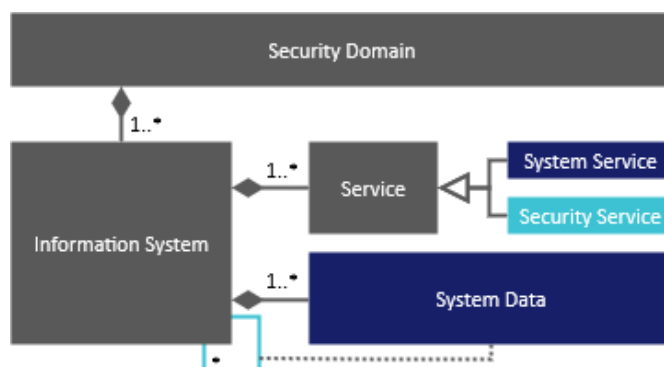 Security Domain
1..*
1..*
Service
System Service
Security Service
Information System
1..*
System Data
*